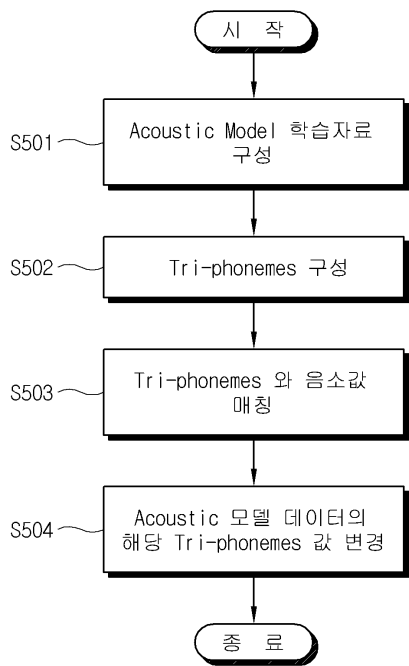 시 작
S501
Acoustic Model 학습자료
구성
S502
Tri-phonemes 구성
S503
Tri-phonemes 와 음소값
매칭
S504
Acoustic 모델 데이터의
해당 Tri-phonemes 값 변경
종 료